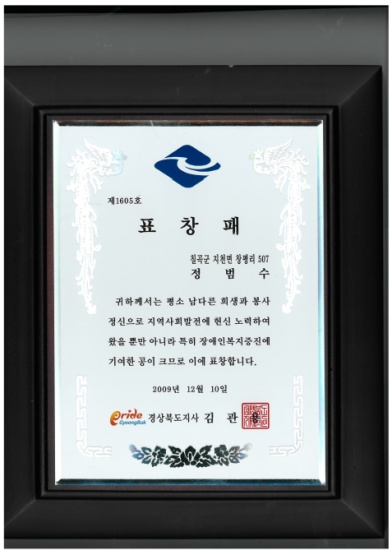 제1605호
표 창 패
칠곡군 지천면 창평리 507
정 범 수
귀하께서는 평소 남다른 희생과 봉사
정신으로 지역사회발전에 헌신 노력하여
왔을 뿐만 아니라 특히 장애인복지증진에
기여한 공이 크므로 이에 표창합니다.
2009년 12월 10일
Pride GyeongBuk 경상북도지사 김 관 용